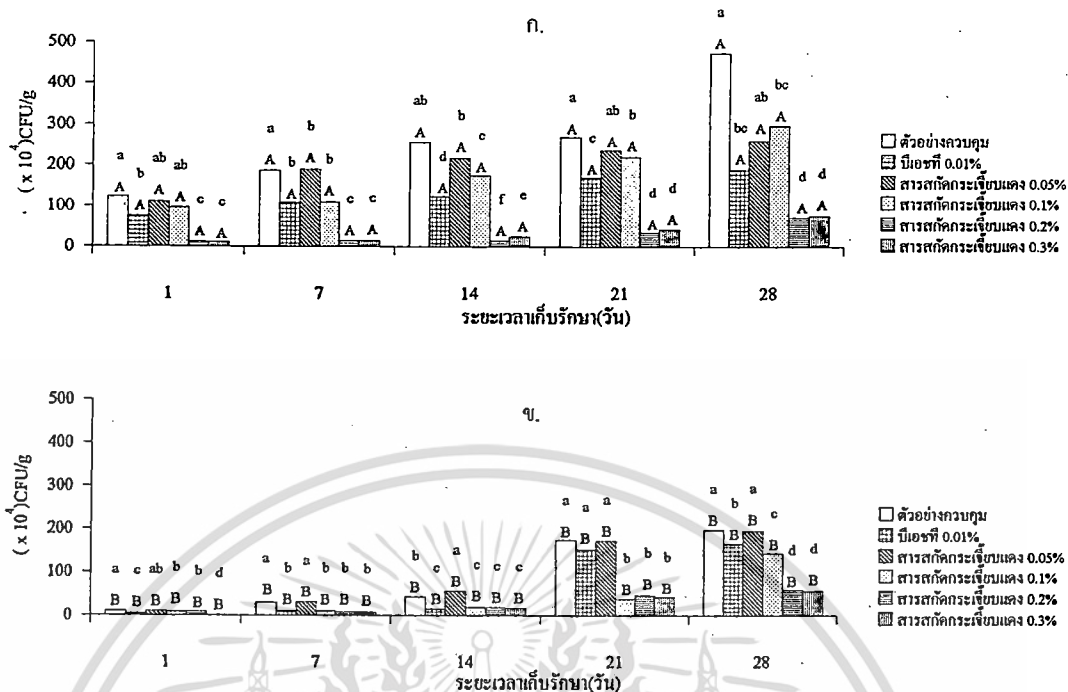 ก.
(x 10⁴)CFU/g
500
400
300
200
100
0
a
A
b
A
ab
A
ab
A
c
A
c
A
a
A
b
A
b
A
b
A
c
A
c
A
ab
A
d
A
b
A
c
A
f
A
e
A
a
A
c
A
ab
A
b
A
d
A
d
A
a
A
bc
A
ab
A
bc
A
d
A
d
A
1 7 14 21 28
ระยะเวลาเก็บรักษา(วัน)
ตัวอย่างควบคุม
บีเอชที 0.01%
สารสกัดกระเจี๊ยบแดง 0.05%
สารสกัดกระเจี๊ยบแดง 0.1%
สารสกัดกระเจี๊ยบแดง 0.2%
สารสกัดกระเจี๊ยบแดง 0.3%
ข.
(x 10⁴)CFU/g
500
400
300
200
100
0
a
B
c
B
ab
B
b
B
b
B
d
B
a
B
b
B
a
B
b
B
b
B
b
B
b
B
c
B
a
B
c
B
c
B
c
B
a
B
a
B
a
B
b
B
b
B
b
B
a
B
b
B
a
B
c
B
d
B
d
B
1 7 14 21 28
ระยะเวลาเก็บรักษา(วัน)
ตัวอย่างควบคุม
บีเอชที 0.01%
สารสกัดกระเจี๊ยบแดง 0.05%
สารสกัดกระเจี๊ยบแดง 0.1%
สารสกัดกระเจี๊ยบแดง 0.2%
สารสกัดกระเจี๊ยบแดง 0.3%